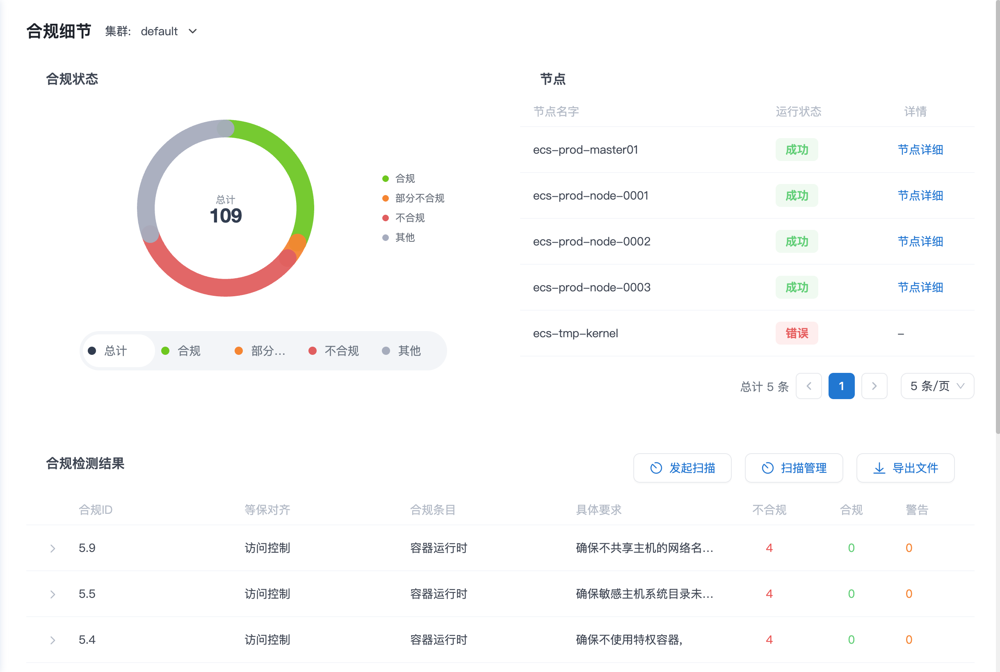 合规细节 集群: default
合规状态
总计
109
合规
部分不合规
不合规
其他
总计 合规 部分... 不合规 其他
节点
节点名字 运行状态 详情
ecs-prod-master01 成功 节点详细
ecs-prod-node-0001 成功 节点详细
ecs-prod-node-0002 成功 节点详细
ecs-prod-node-0003 成功 节点详细
ecs-tmp-kernel 错误 -
总计 5 条 1 5 条/页
合规检测结果 发起扫描 扫描管理 导出文件
合规ID 等保对齐 合规条目 具体要求 不合规 合规 警告
5.9 访问控制 容器运行时 确保不共享主机的网络名... 4 0 0
5.5 访问控制 容器运行时 确保敏感主机系统目录未... 4 0 0
5.4 访问控制 容器运行时 确保不使用特权容器, 4 0 0